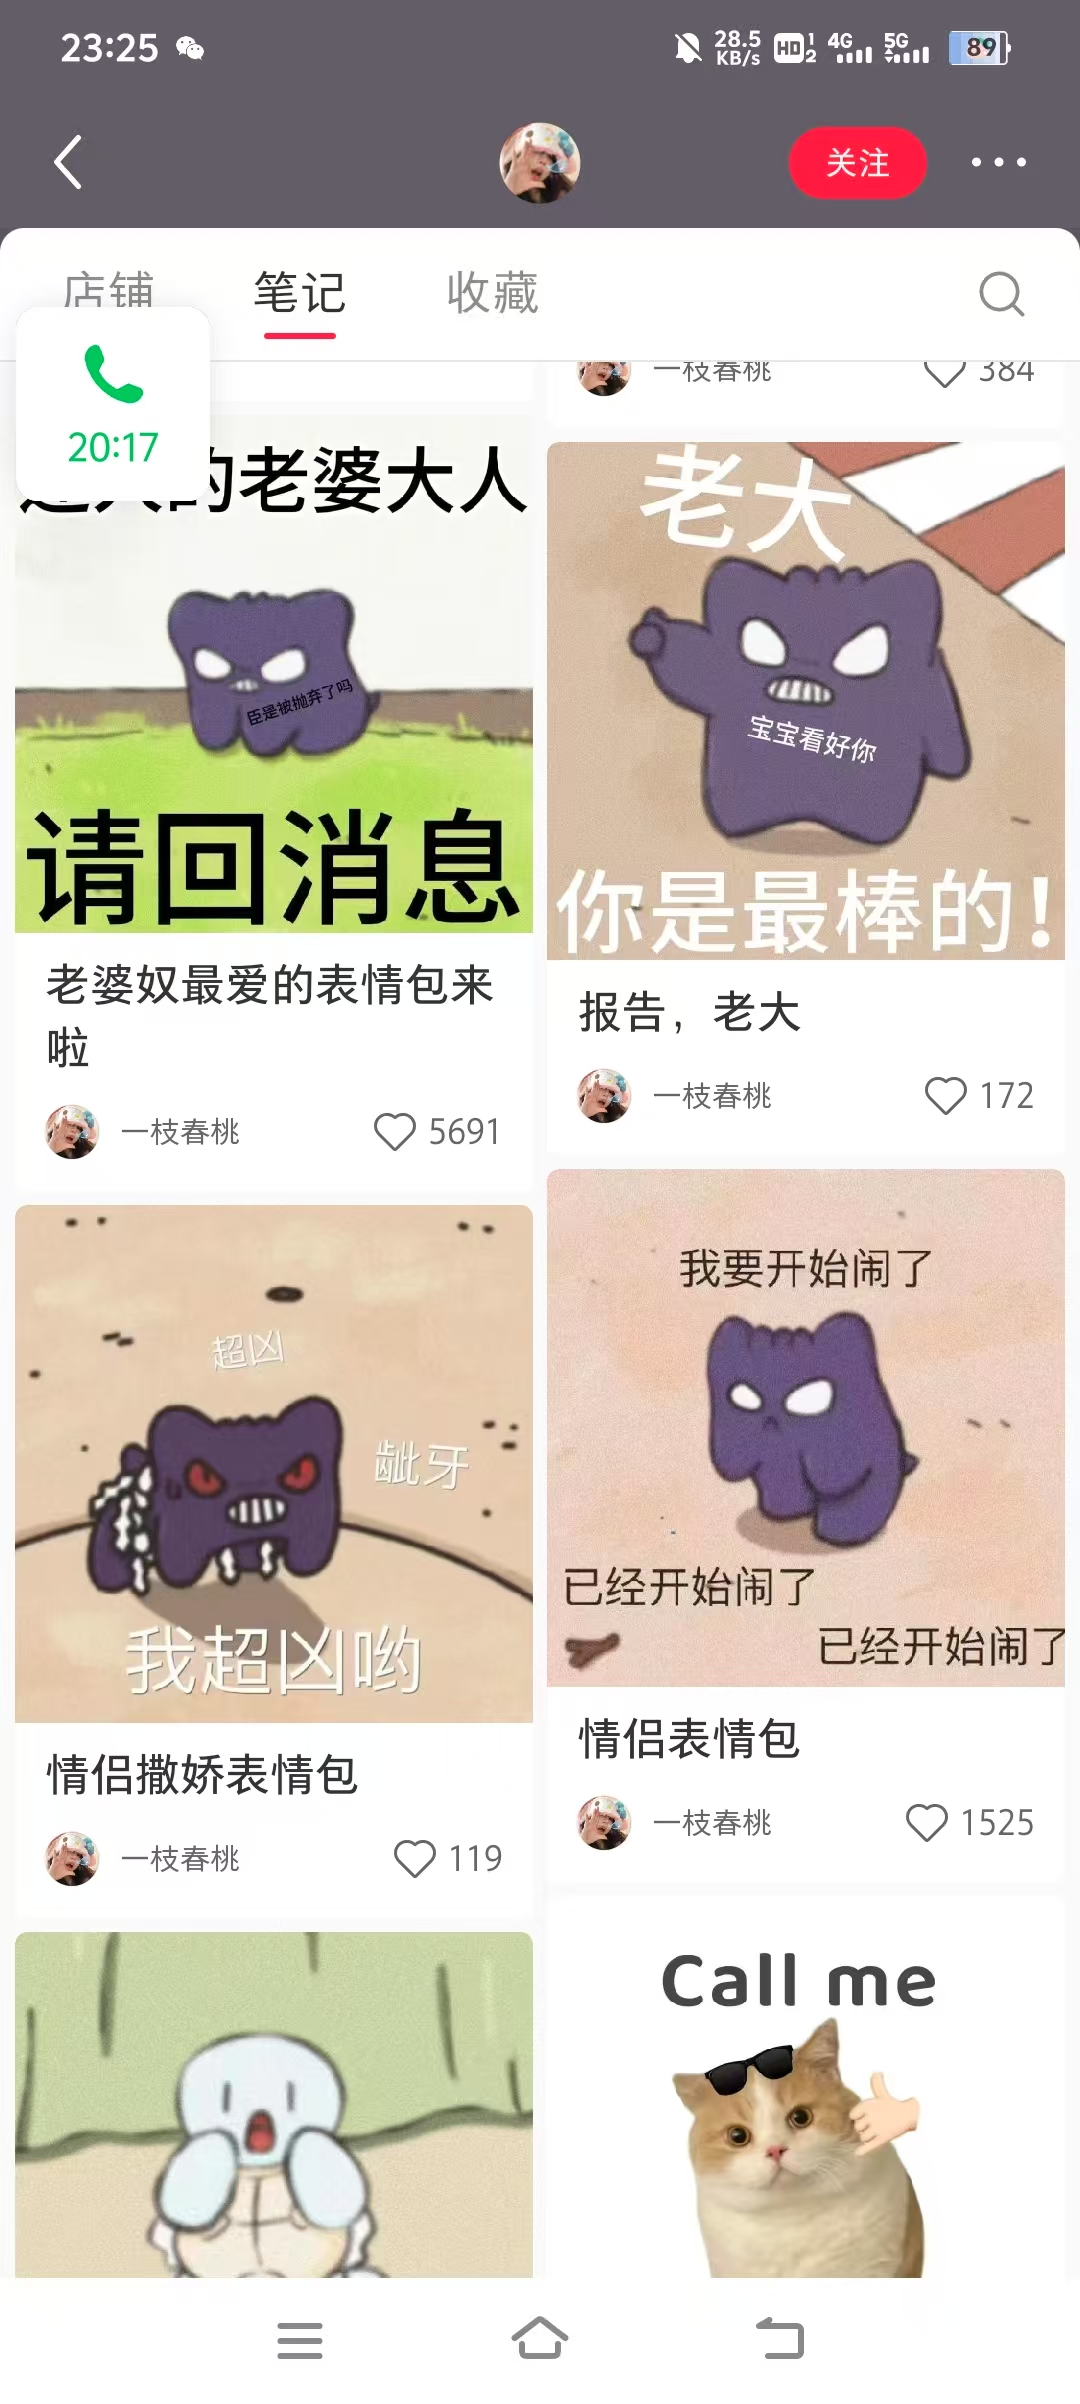 23:25
28.5
KB/s
HD 1 2
4G
5G
89
关注
店铺
笔记
收藏
20:17
的老婆大人
臣是被抛弃了吗
请回消息
老婆奴最爱的表情包来
啦
一枝春桃
5691
超凶
龇牙
我超凶哟
情侣撒娇表情包
一枝春桃
119
一枝春桃
384
老大
宝宝看好你
你是最棒的!
报告，老大
一枝春桃
172
我要开始闹了
已经开始闹了
已经开始闹了
情侣表情包
一枝春桃
1525
Call me